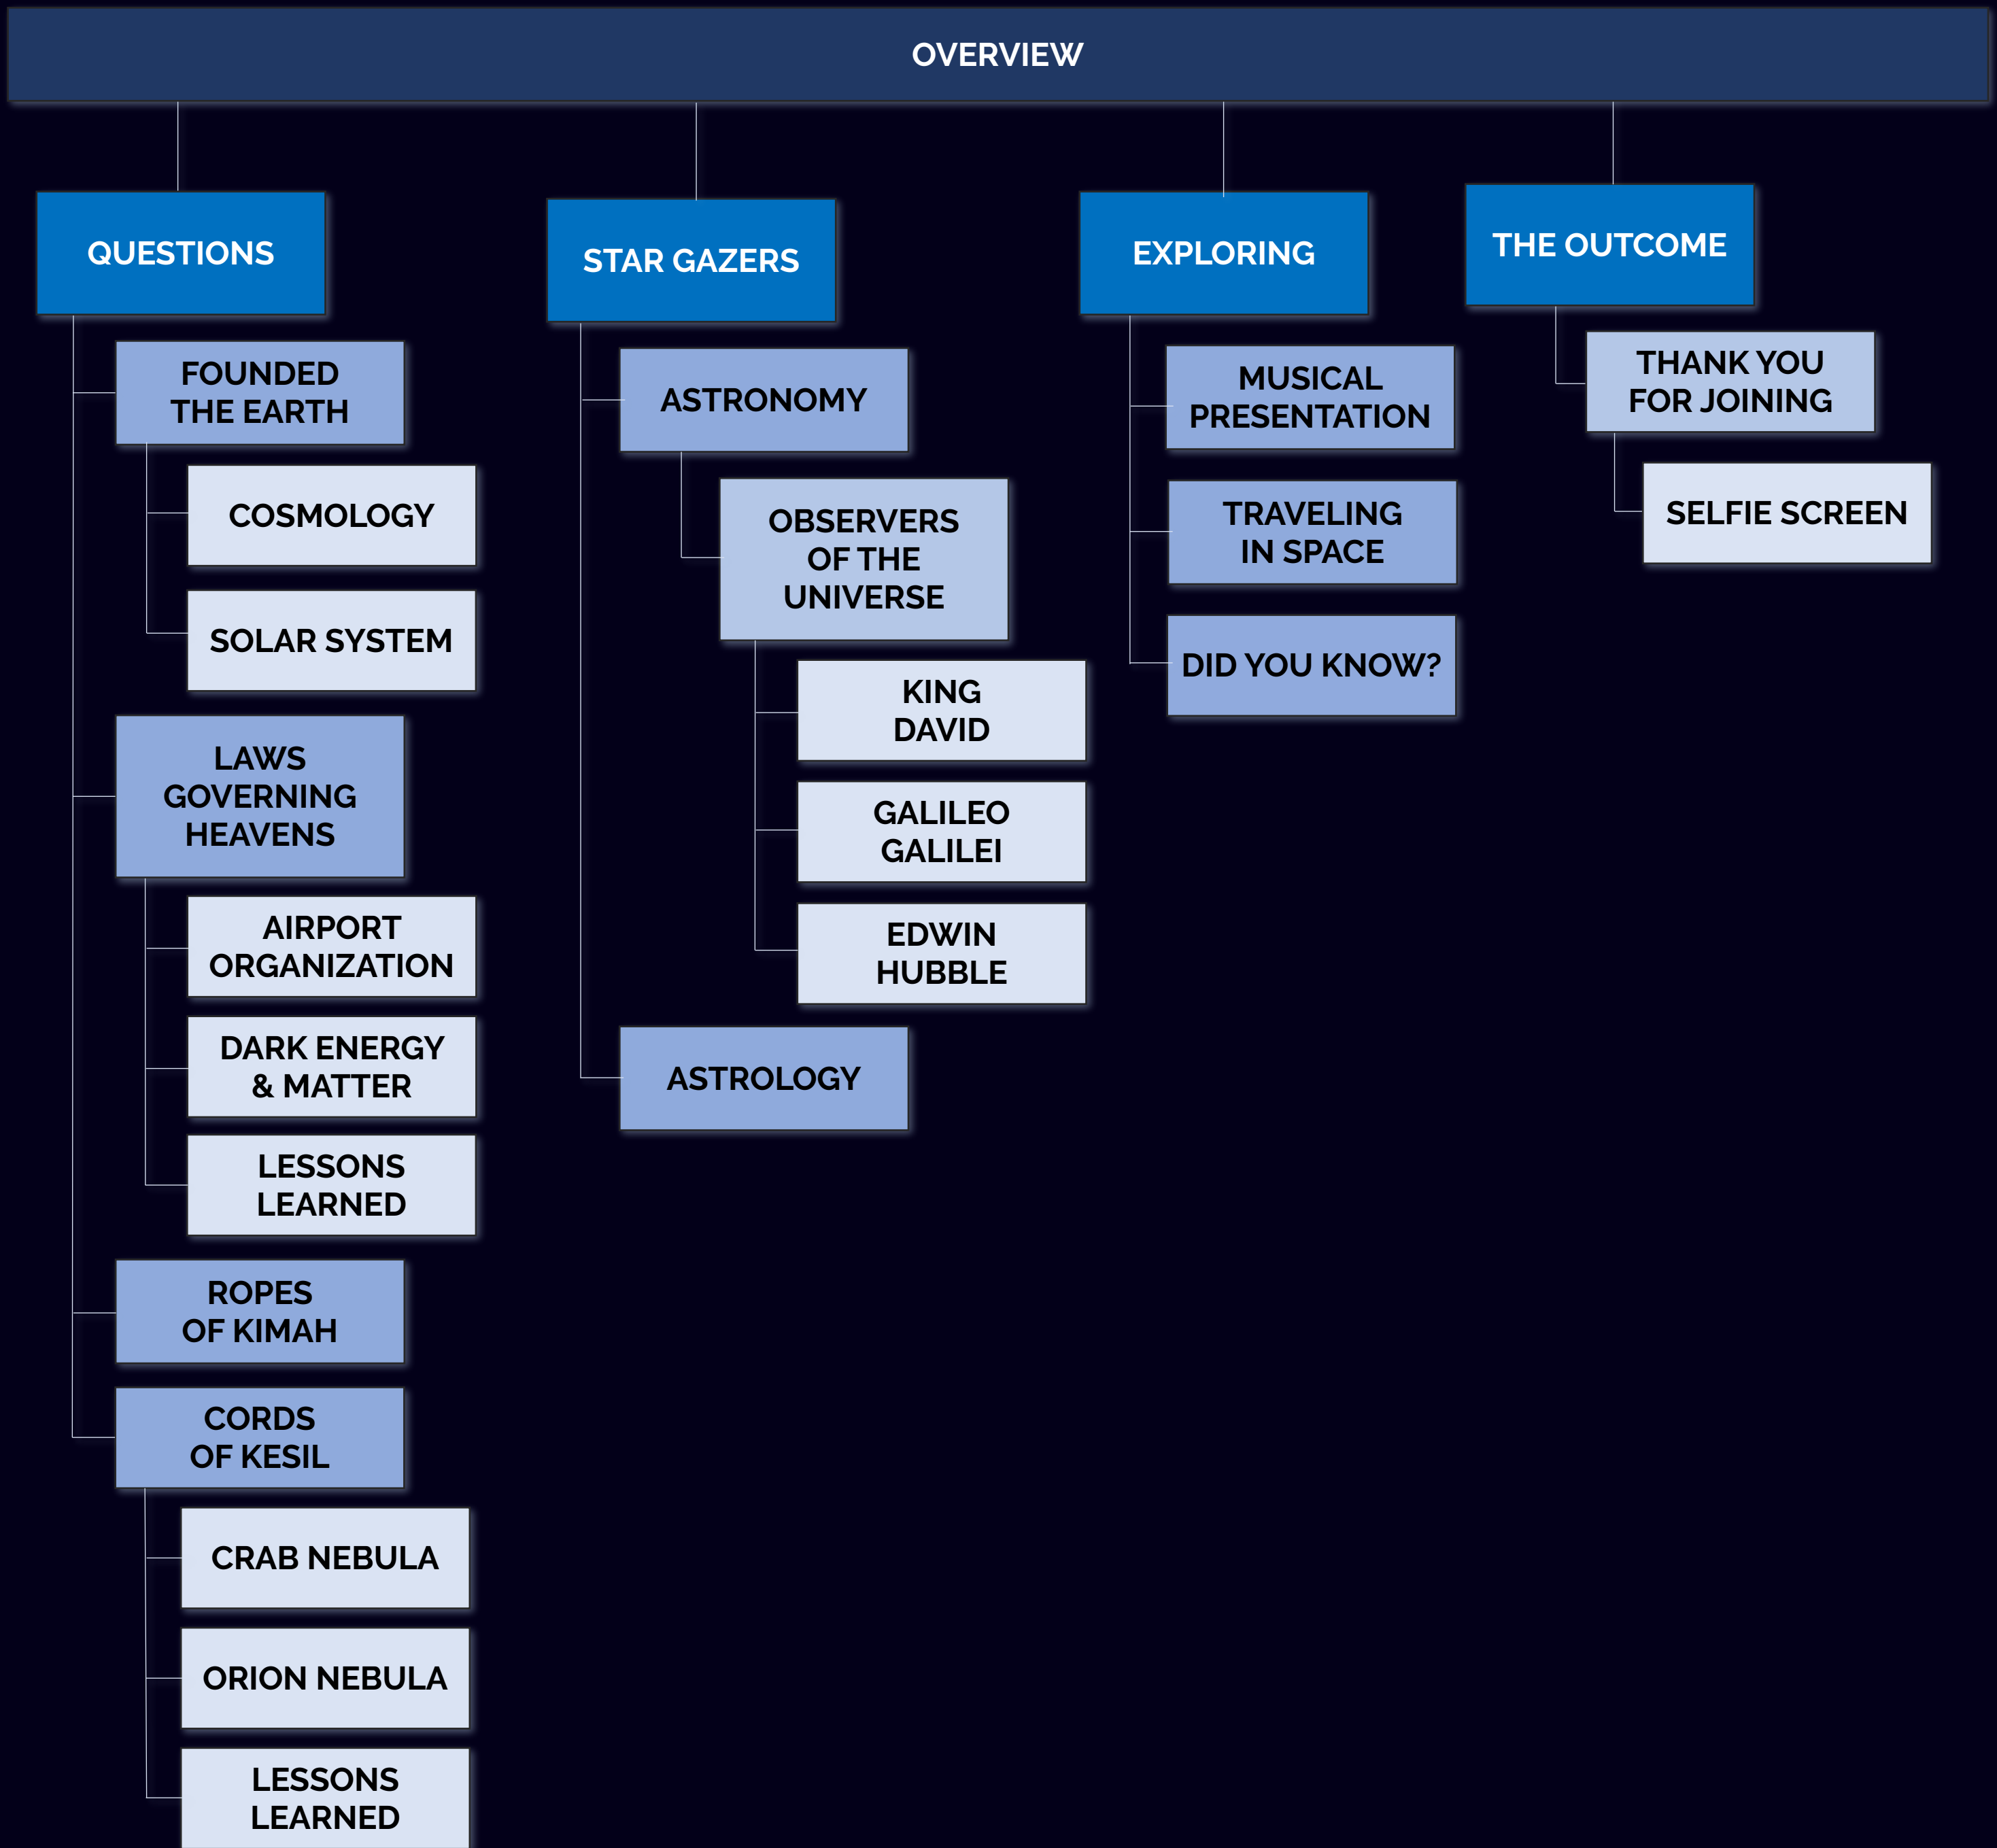 OVERVIEW
QUESTIONS
FOUNDED
THE EARTH
COSMOLOGY
SOLAR SYSTEM
LAWS
GOVERNING
HEAVENS
AIRPORT
ORGANIZATION
DARK ENERGY
& MATTER
LESSONS
LEARNED
ROPES
OF KIMAH
CORDS
OF KESIL
CRAB NEBULA
ORION NEBULA
LESSONS
LEARNED
STAR GAZERS
ASTRONOMY
OBSERVERS
OF THE
UNIVERSE
KING
DAVID
GALILEO
GALILEI
EDWIN
HUBBLE
ASTROLOGY
EXPLORING
MUSICAL
PRESENTATION
TRAVELING
IN SPACE
DID YOU KNOW?
THE OUTCOME
THANK YOU
FOR JOINING
SELFIE SCREEN